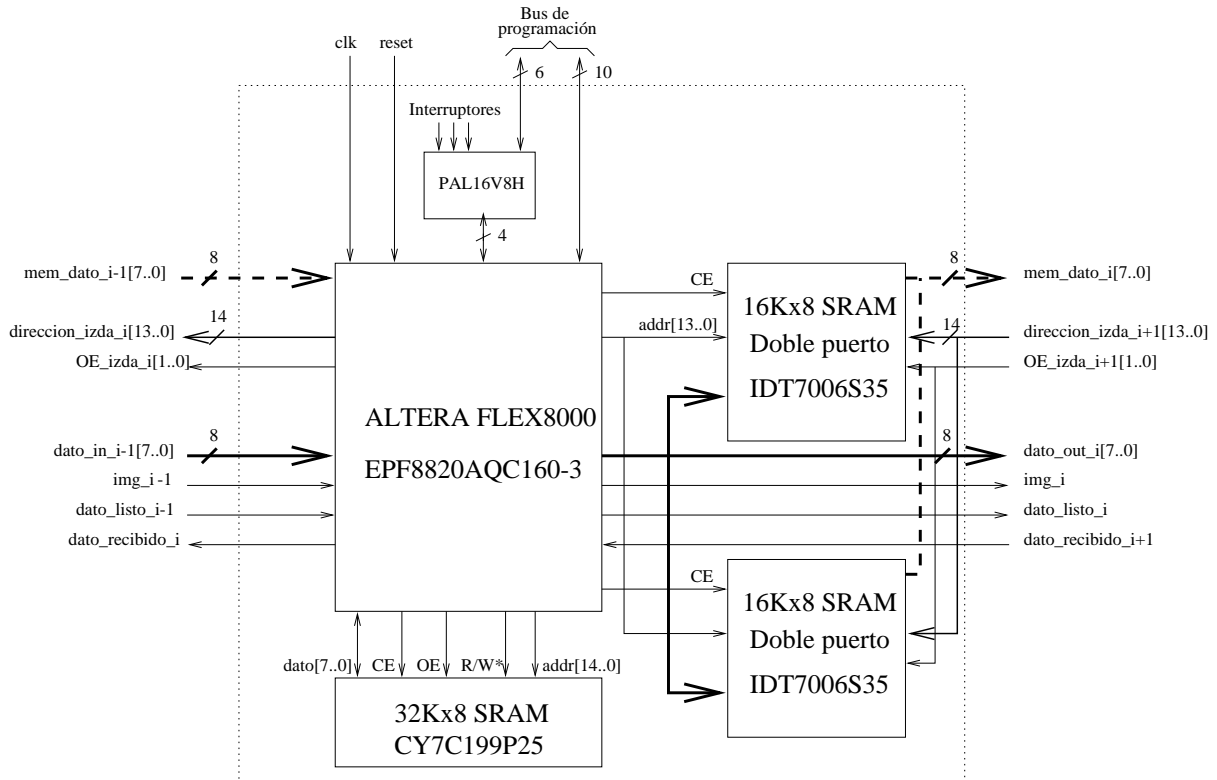 Bus de
programación
clk
reset
6
10
Interruptores
PAL16V8H
4
mem_dato_i-1[7..0]
8
direccion_izda_i[13..0]
14
OE_izda_i[1..0]
dato_in_i-1[7..0]
8
img_i-1
dato_listo_i-1
dato_recibido_i
ALTERA FLEX8000
EPF8820AQC160-3
CE
addr[13..0]
16Kx8 SRAM
Doble puerto
IDT7006S35
8
mem_dato_i[7..0]
14
direccion_izda_i+1[13..0]
OE_izda_i+1[1..0]
8
dato_out_i[7..0]
img_i
dato_listo_i
dato_recibido_i+1
CE
16Kx8 SRAM
Doble puerto
IDT7006S35
dato[7..0]
CE
OE
R/W*
addr[14..0]
32Kx8 SRAM
CY7C199P25